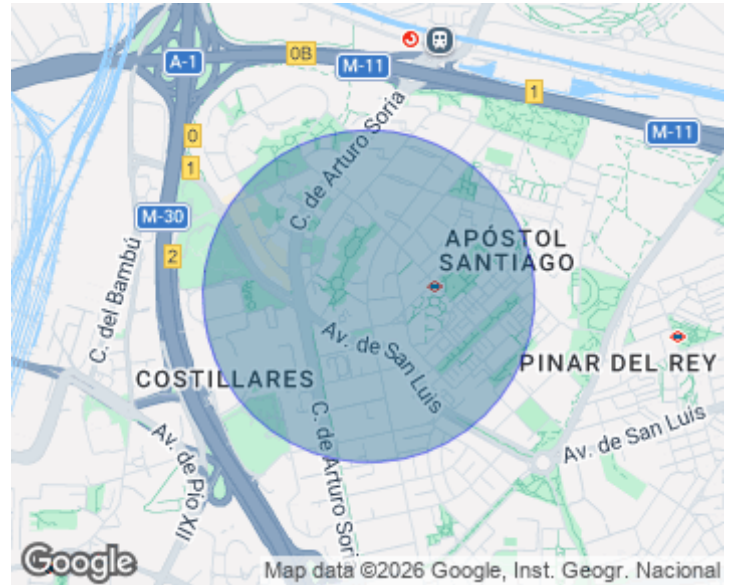 A-1
0B
M-11
1
M-11
0
1
C. de Arturo Soria
M-30
2
C. del Bambú
APÓSTOL
SANTIAGO
Av. de San Luis
COSTILLARES
PINAR DEL REY
C. de Arturo Sori
Av. de San Luis
Av. de Pío XII
Google
Map data ©2026 Google, Inst. Geogr. Nacional